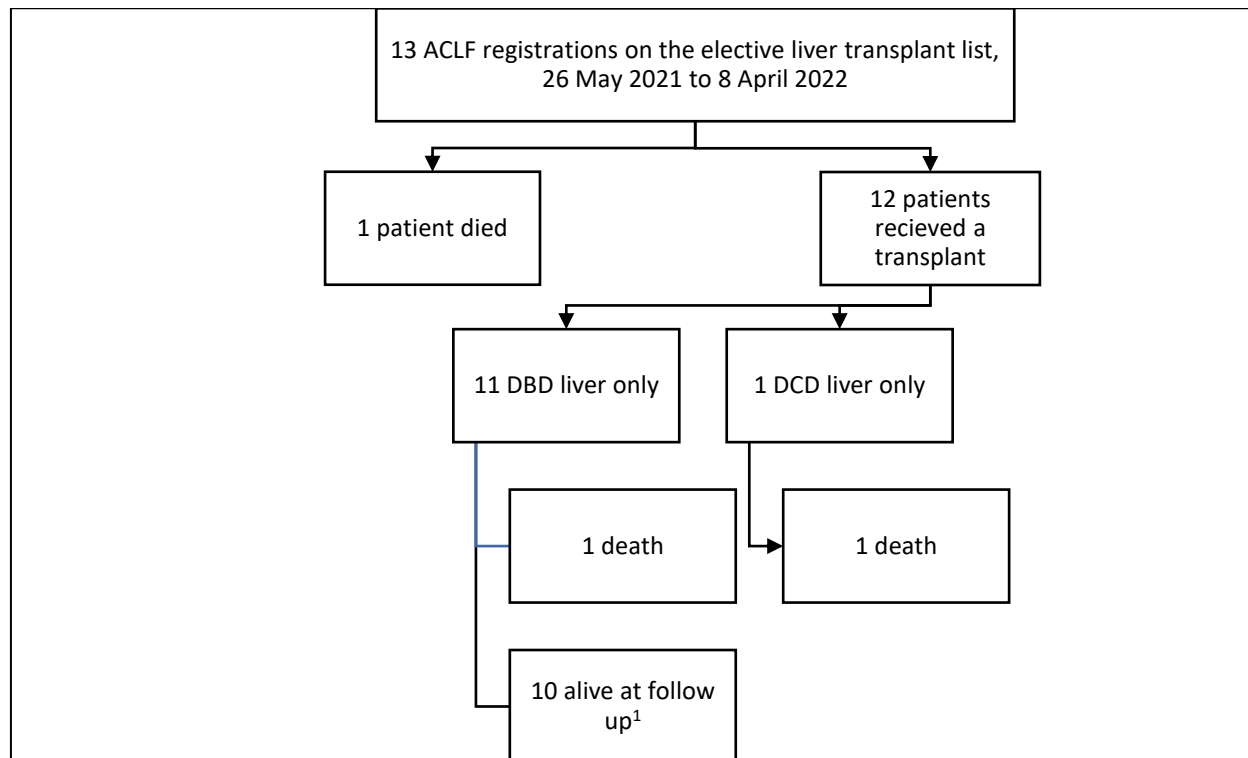 13 ACLF registrations on the elective liver transplant list,
26 May 2021 to 8 April 2022
1 patient died
12 patients
recieved a
transplant
11 DBD liver only
1 DCD liver only
1 death
1 death
10 alive at follow
up¹